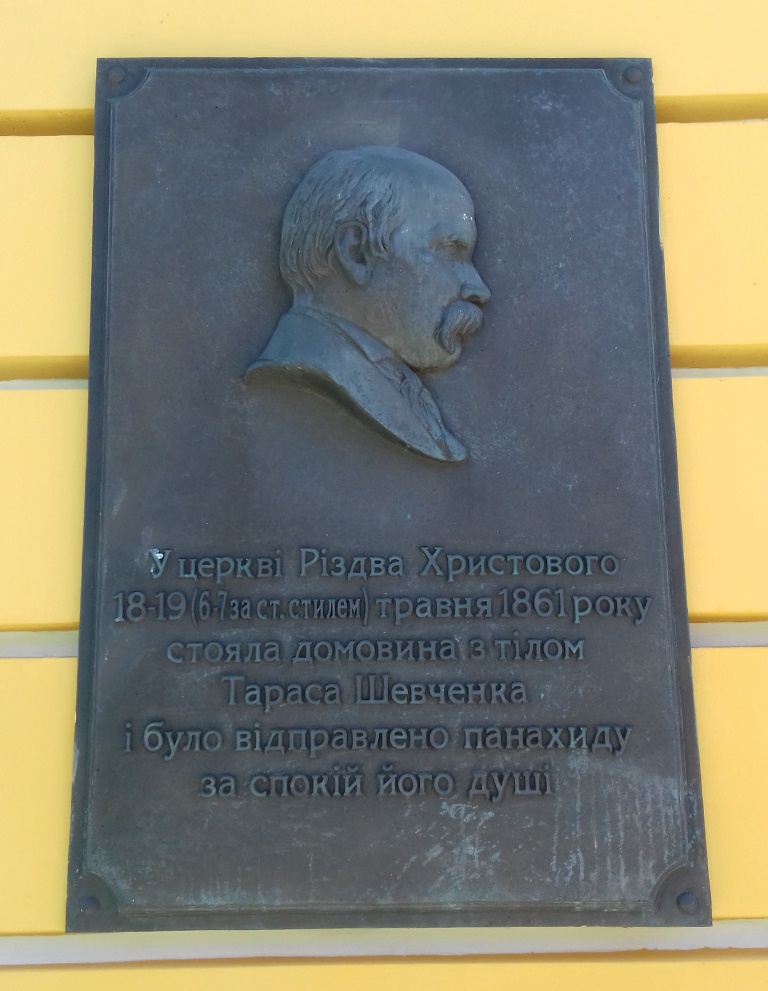 У церкві Різдва Христового
18-19 (6-7 за ст. стилем) травня 1861 року
стояла домовина з тілом
Тараса Шевченка
і було відправлено панахиду
за спокій його душі